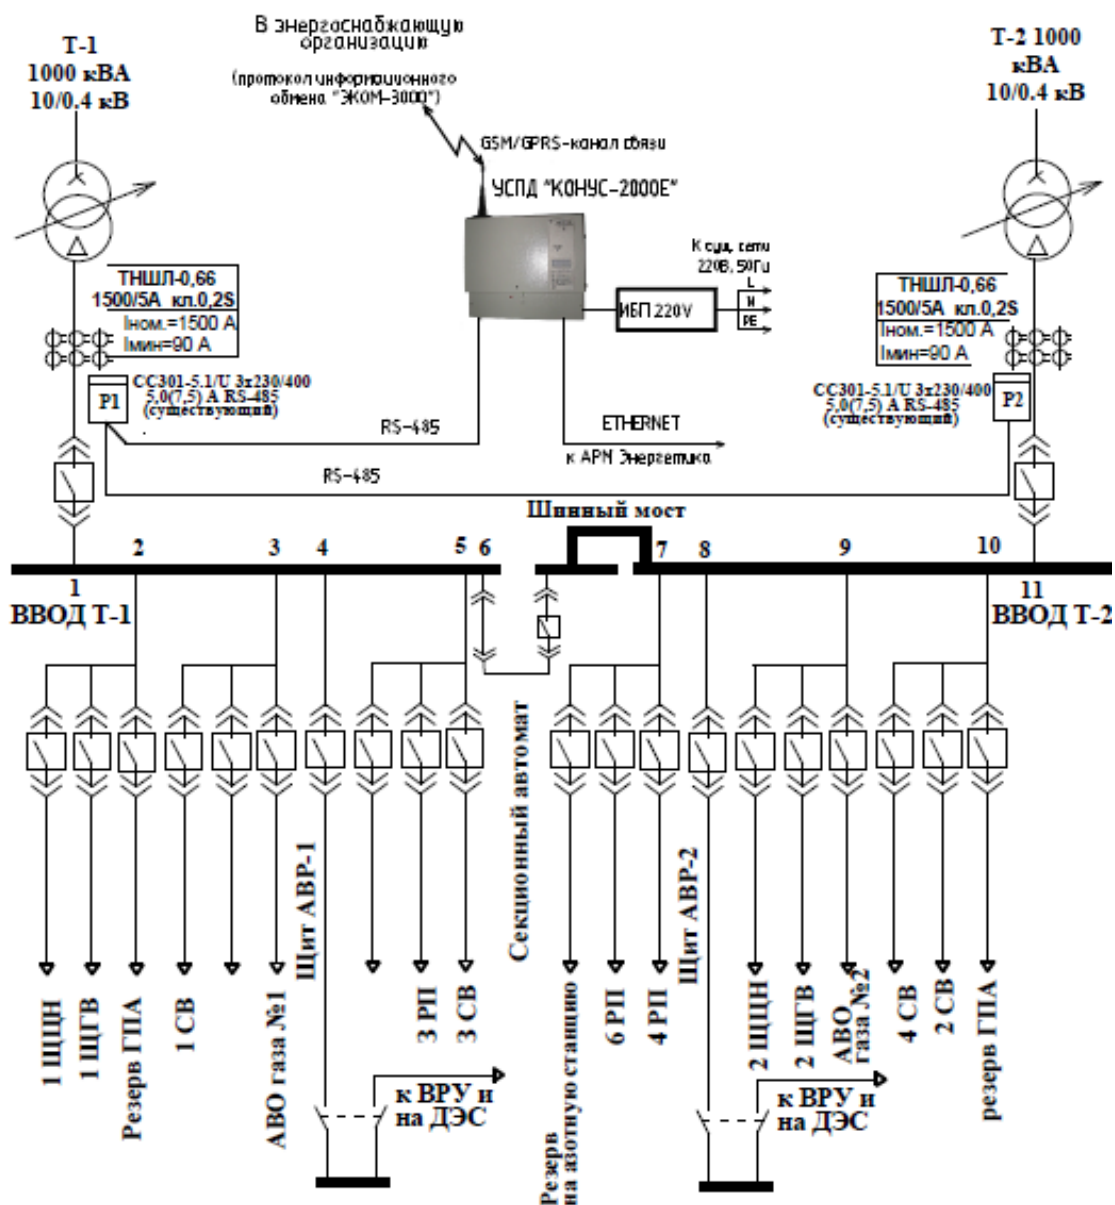 В энергоснабжающую
организацию
(протокол информационного
обмена "ЭКОМ-3000")
GSM/GPRS-канал связи
УСПД "КОНУС-2000Е"
Т-1
1000 кВА
10/0.4 кВ
Т-2 1000
кВА
10/0.4 кВ
К сущ. сети
220В, 50Гц
L
N
PE
ИБП 220V
ТНШЛ-0,66
1500/5А кл.0,2S
Iном.=1500 А
Iмин=90 А
ТНШЛ-0,66
1500/5А кл.0,2S
Iном.=1500 А
Iмин=90 А
P1
СС301-5.1/U 3x230/400
5,0(7,5) А RS-485
(существующий)
СС301-5.1/U 3x230/400
5,0(7,5) А RS-485
(существующий)
P2
RS-485
ETHERNET
к АРМ Энергетика
RS-485
Шинный мост
2
3
4
5
6
7
8
9
10
1
ВВОД Т-1
11
ВВОД Т-2
Секционный автомат
Щит АВР-1
Щит АВР-2
1 ЩЦН
1 ЩГВ
Резерв ГПА
1 СВ
АВО газа №1
3 РП
3 СВ
Резерв
на азотную станцию
6 РП
4 РП
2 ЩЦН
2 ЩГВ
АВО
газа №2
4 СВ
2 СВ
резерв ГПА
к ВРУ и
на ДЭС
к ВРУ и
на ДЭС